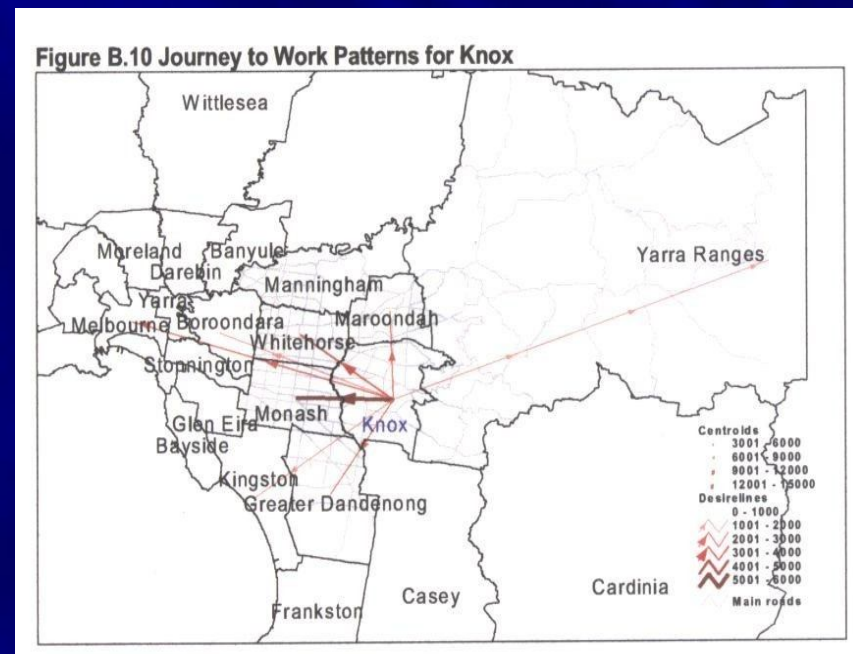 Figure B.10 Journey to Work Patterns for Knox
Wittlesea
Moreland
Banyule
Darebin
Yarra Ranges
Manningham
Yarra
Melbourne
Boroondara
Maroondah
Whitehorse
Stonnington
Glen Eira
Monash
Knox
Bayside
Kingston
Greater Dandenong
Frankston
Casey
Cardinia
Centroids
3001 - 6000
6001 - 9000
9001 - 12000
12001 - 15000
Desirelines
0 - 1000
1001 - 2000
2001 - 3000
3001 - 4000
4001 - 5000
5001 - 6000
Main roads